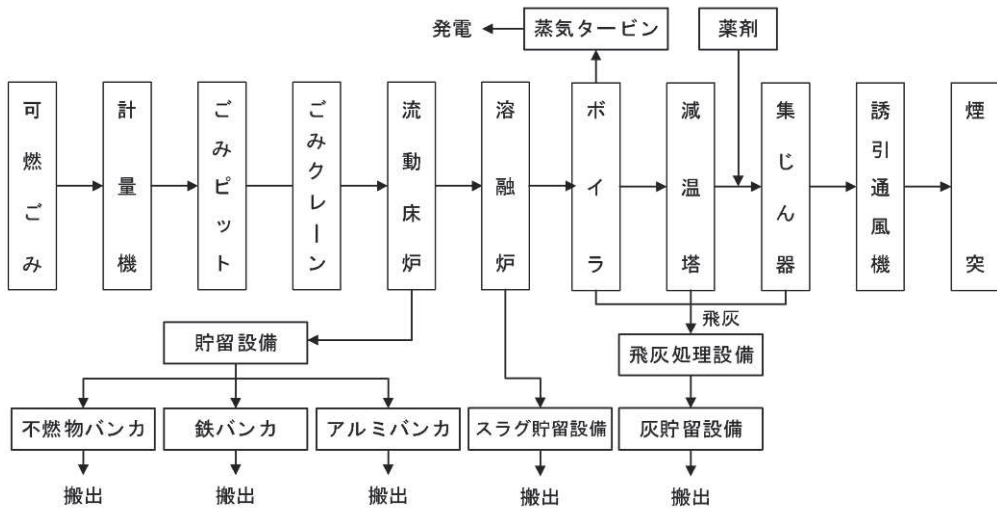 発電
蒸気タービン
薬剤
可燃ごみ
計量機
ごみピット
ごみクレーン
流動床炉
溶融炉
ボイラ
減温塔
集じん器
誘引通風機
煙突
飛灰
貯留設備
飛灰処理設備
不燃物バンカ
鉄バンカ
アルミバンカ
スラグ貯留設備
灰貯留設備
搬出
搬出
搬出
搬出
搬出